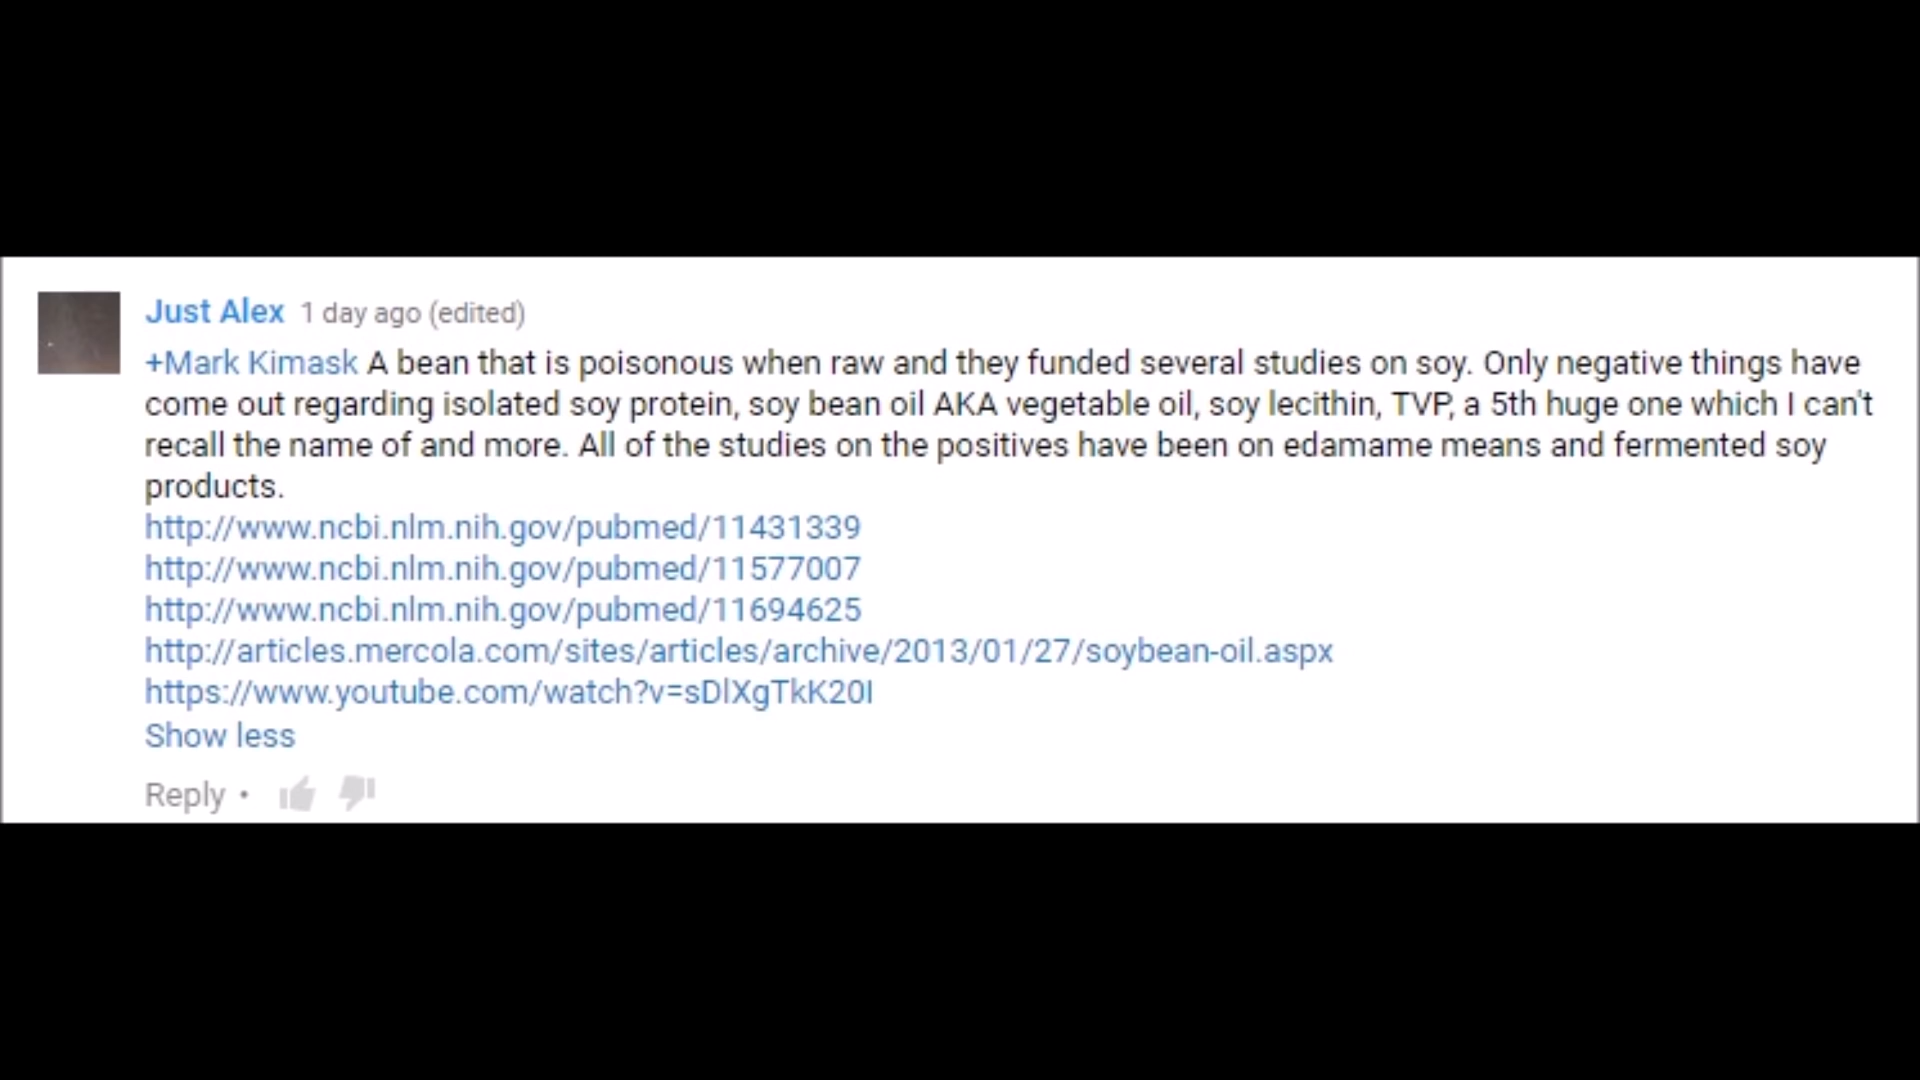 Just Alex 1 day ago (edited)
+Mark Kimask A bean that is poisonous when raw and they funded several studies on soy. Only negative things have
come out regarding isolated soy protein, soy bean oil AKA vegetable oil, soy lecithin, TVP, a 5th huge one which I can't
recall the name of and more. All of the studies on the positives have been on edamame means and fermented soy
products.
http://www.ncbi.nlm.nih.gov/pubmed/11431339
http://www.ncbi.nlm.nih.gov/pubmed/11577007
http://www.ncbi.nlm.nih.gov/pubmed/11694625
http://articles.mercola.com/sites/articles/archive/2013/01/27/soybean-oil.aspx
https://www.youtube.com/watch?v=sDlXgTkK20I
Show less
Reply •